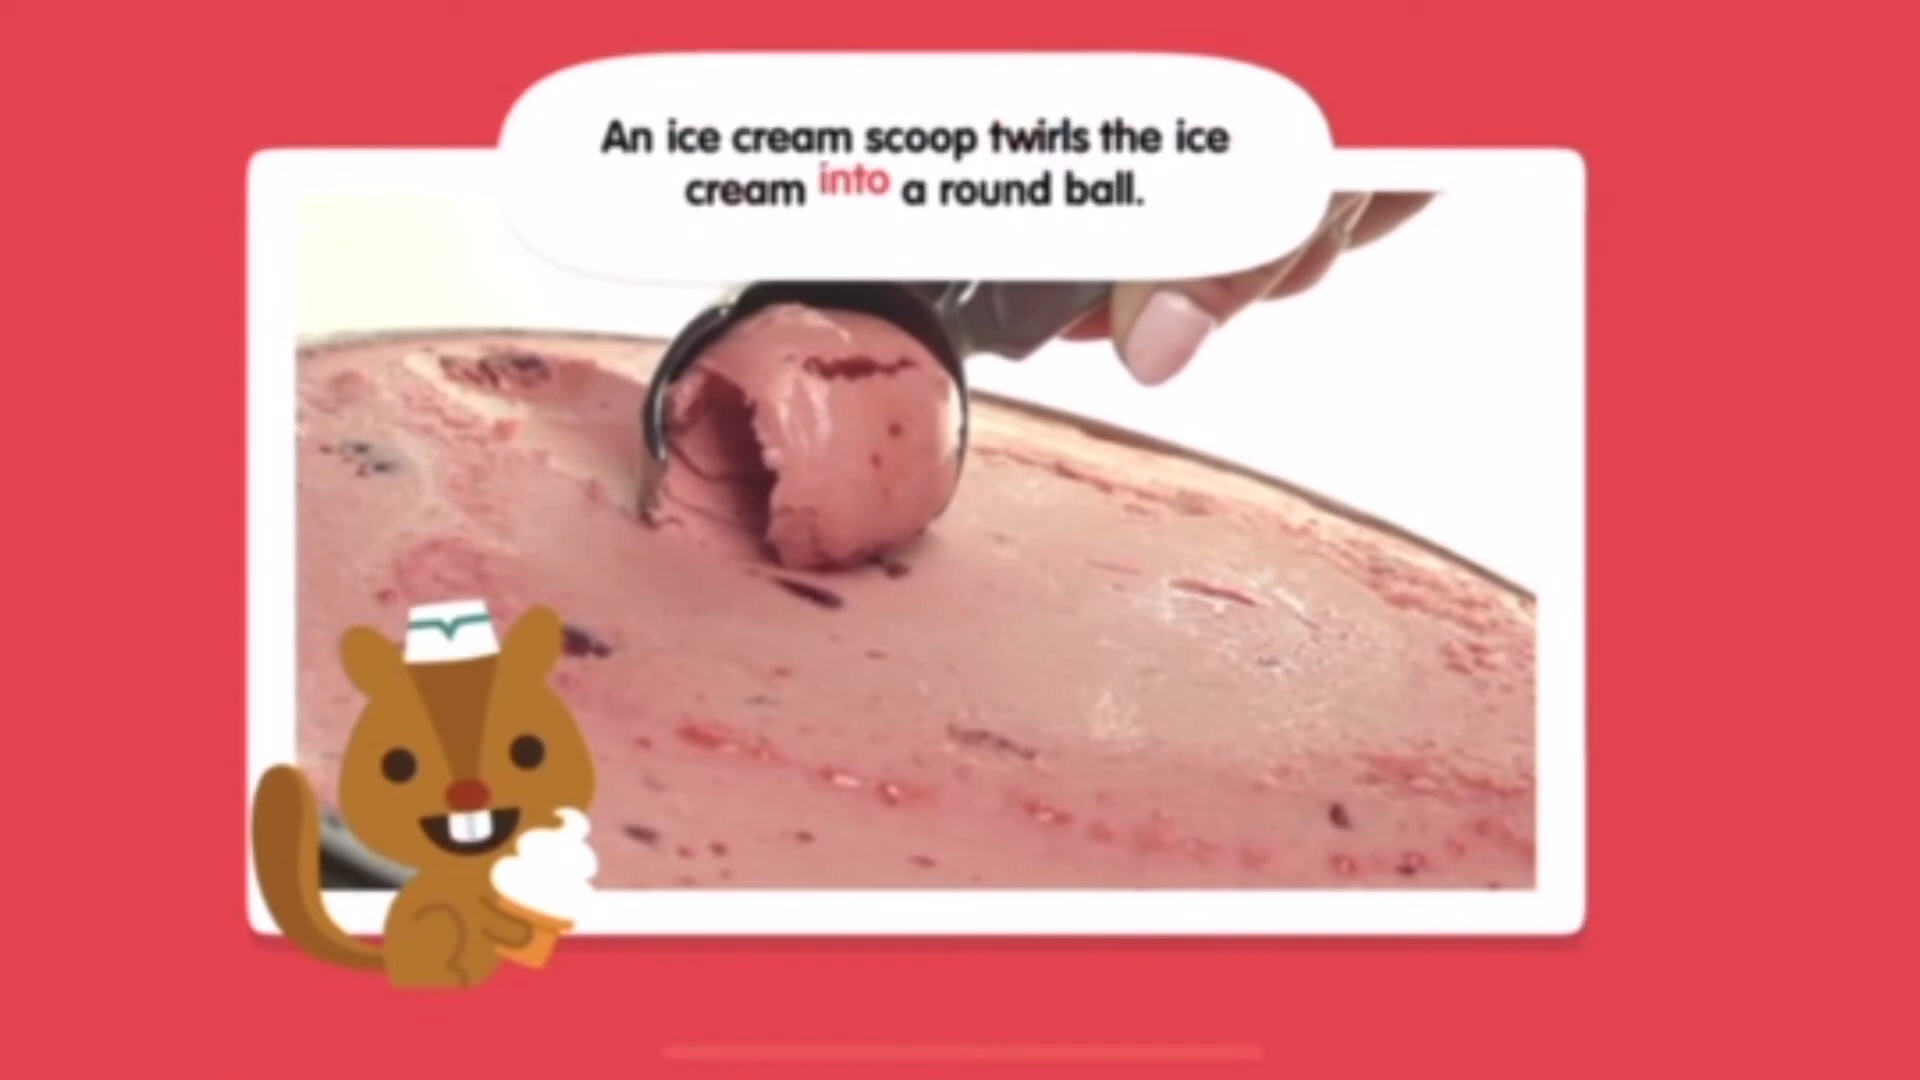 An ice cream scoop twirls the ice
cream into a round ball.